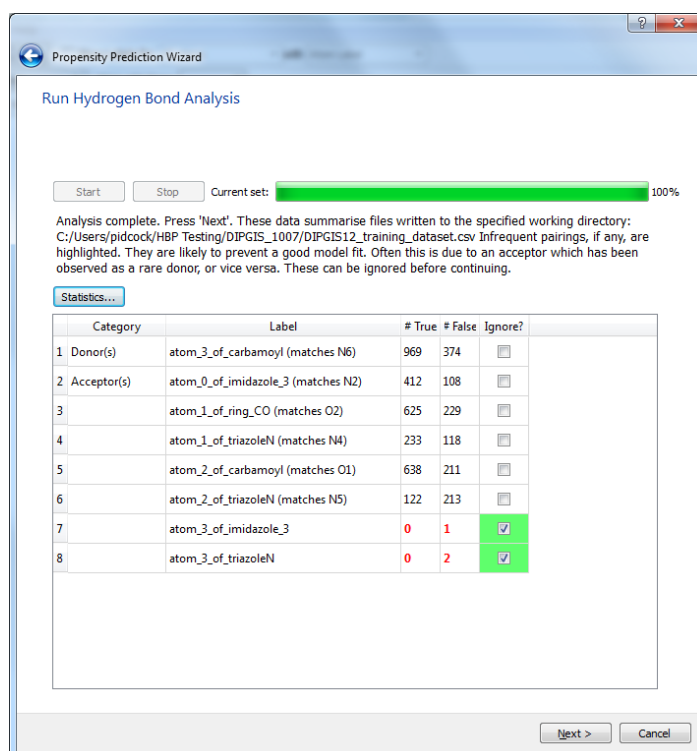 ? x
Propensity Prediction Wizard
Run Hydrogen Bond Analysis
Start Stop Current set: 100%
Analysis complete. Press 'Next'. These data summarise files written to the specified working directory:
C:/Users/pidcock/HBP Testing/DIPGIS_1007/DIPGIS12_training_dataset.csv Infrequent pairings, if any, are
highlighted. They are likely to prevent a good model fit. Often this is due to an acceptor which has been
observed as a rare donor, or vice versa. These can be ignored before continuing.
Statistics...
Category Label # True # False Ignore?
1 Donor(s) atom_3_of_carbamoyl (matches N6) 969 374
2 Acceptor(s) atom_0_of_imidazole_3 (matches N2) 412 108
3 atom_1_of_ring_CO (matches O2) 625 229
4 atom_1_of_triazoleN (matches N4) 233 118
5 atom_2_of_carbamoyl (matches O1) 638 211
6 atom_2_of_triazoleN (matches N5) 122 213
7 atom_3_of_imidazole_3 0 1
8 atom_3_of_triazoleN 0 2
Next > Cancel